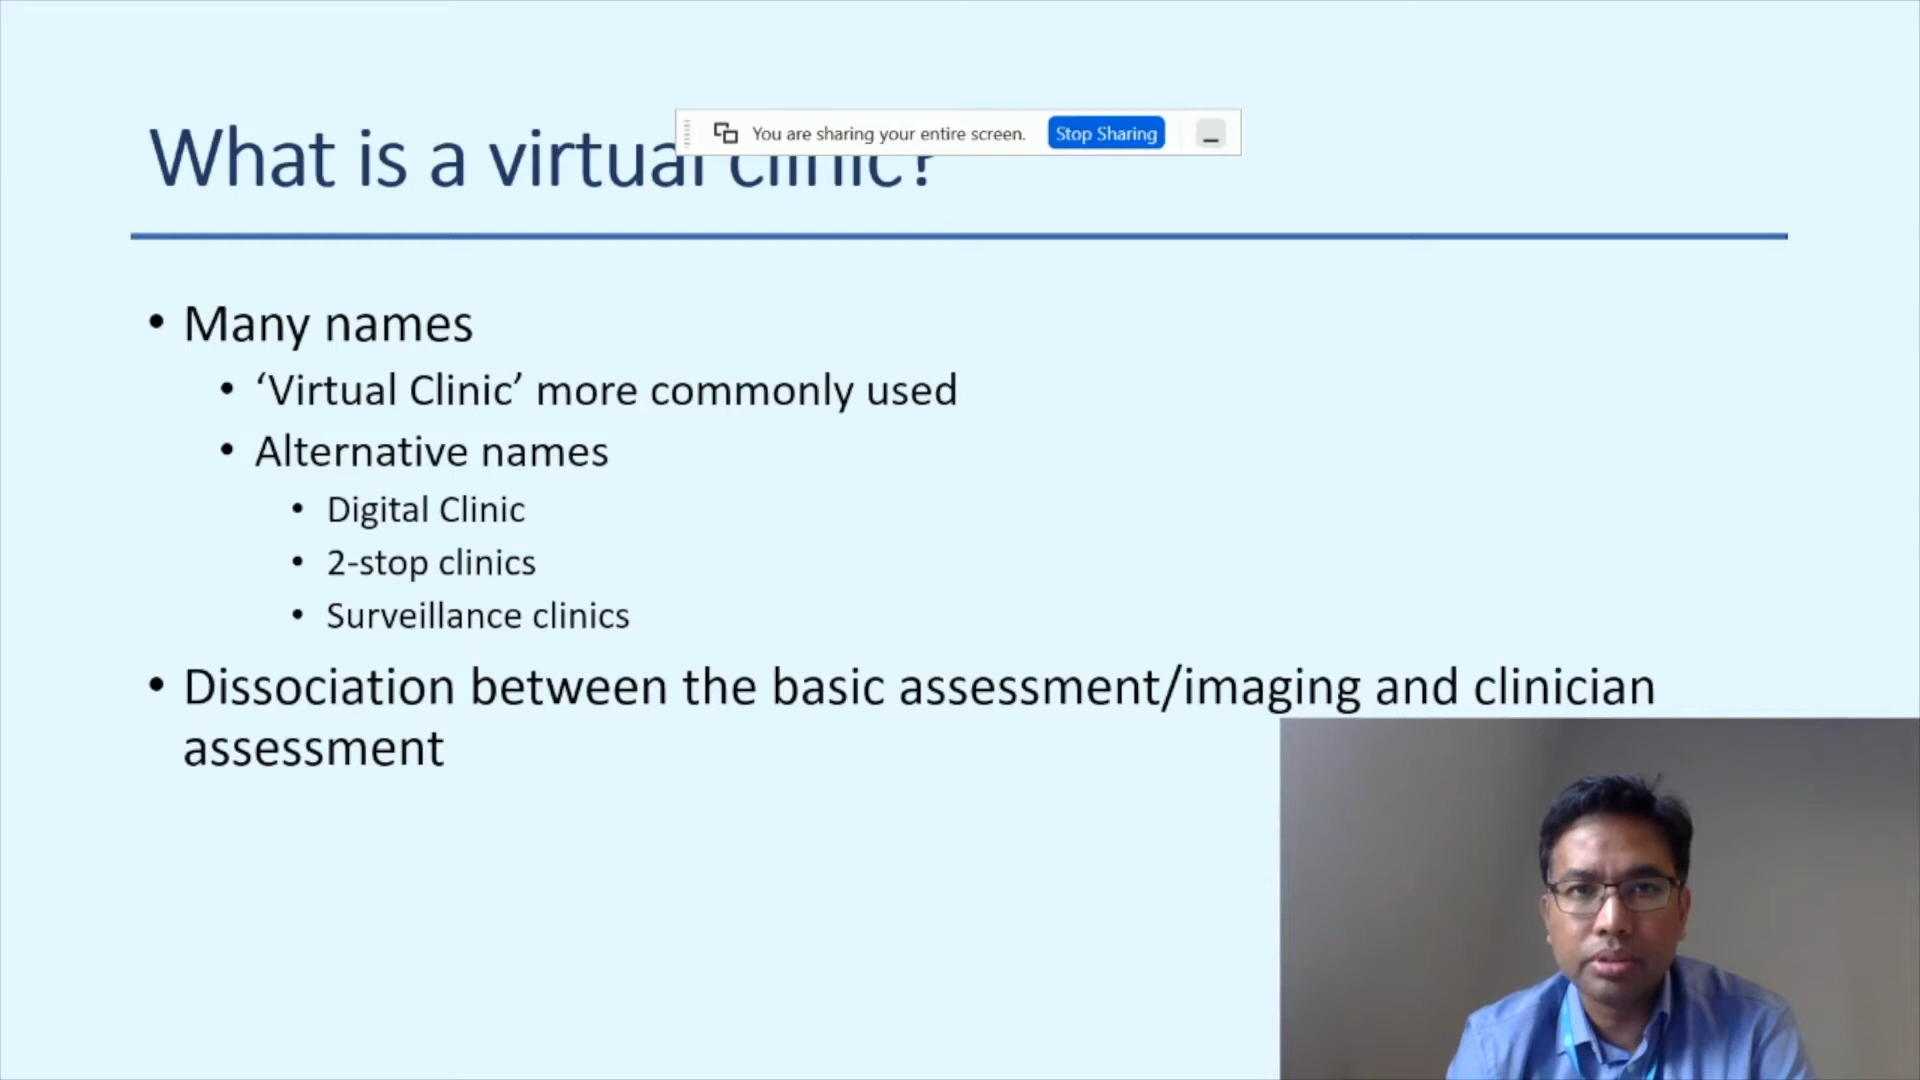 You are sharing your entire screen. Stop Sharing
What is a virtual clinic?
• Many names
• ‘Virtual Clinic’ more commonly used
• Alternative names
• Digital Clinic
• 2-stop clinics
• Surveillance clinics
• Dissociation between the basic assessment/imaging and clinician
assessment